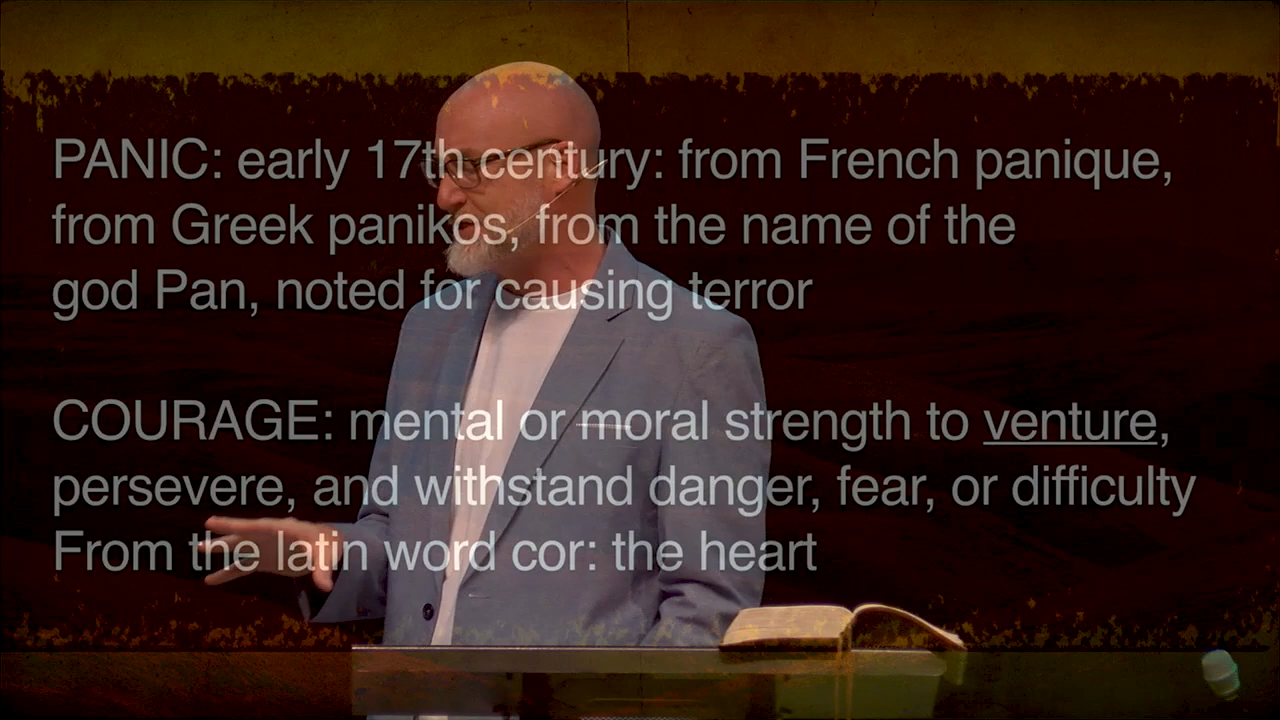 PANIC: early 17th century: from French panique,
from Greek panikos, from the name of the
god Pan, noted for causing terror
COURAGE: mental or moral strength to venture,
persevere, and withstand danger, fear, or difficulty
From the latin word cor: the heart